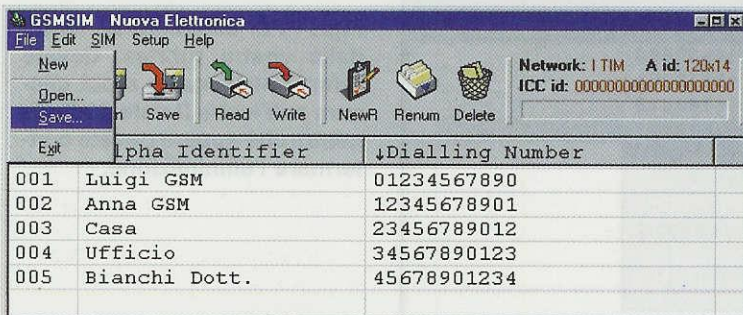 GSMSIM Nuova Elettronica
File Edit SIM Setup Help
New
Open...
Save...
Exit
n Save Read Write NewR Renum Delete
Network: I TIM A id: 120x14
ICC id: 00000000000000000000
lpha Identifier ↓Dialling Number
001 Luigi GSM 01234567890
002 Anna GSM 12345678901
003 Casa 23456789012
004 Ufficio 34567890123
005 Bianchi Dott. 45678901234